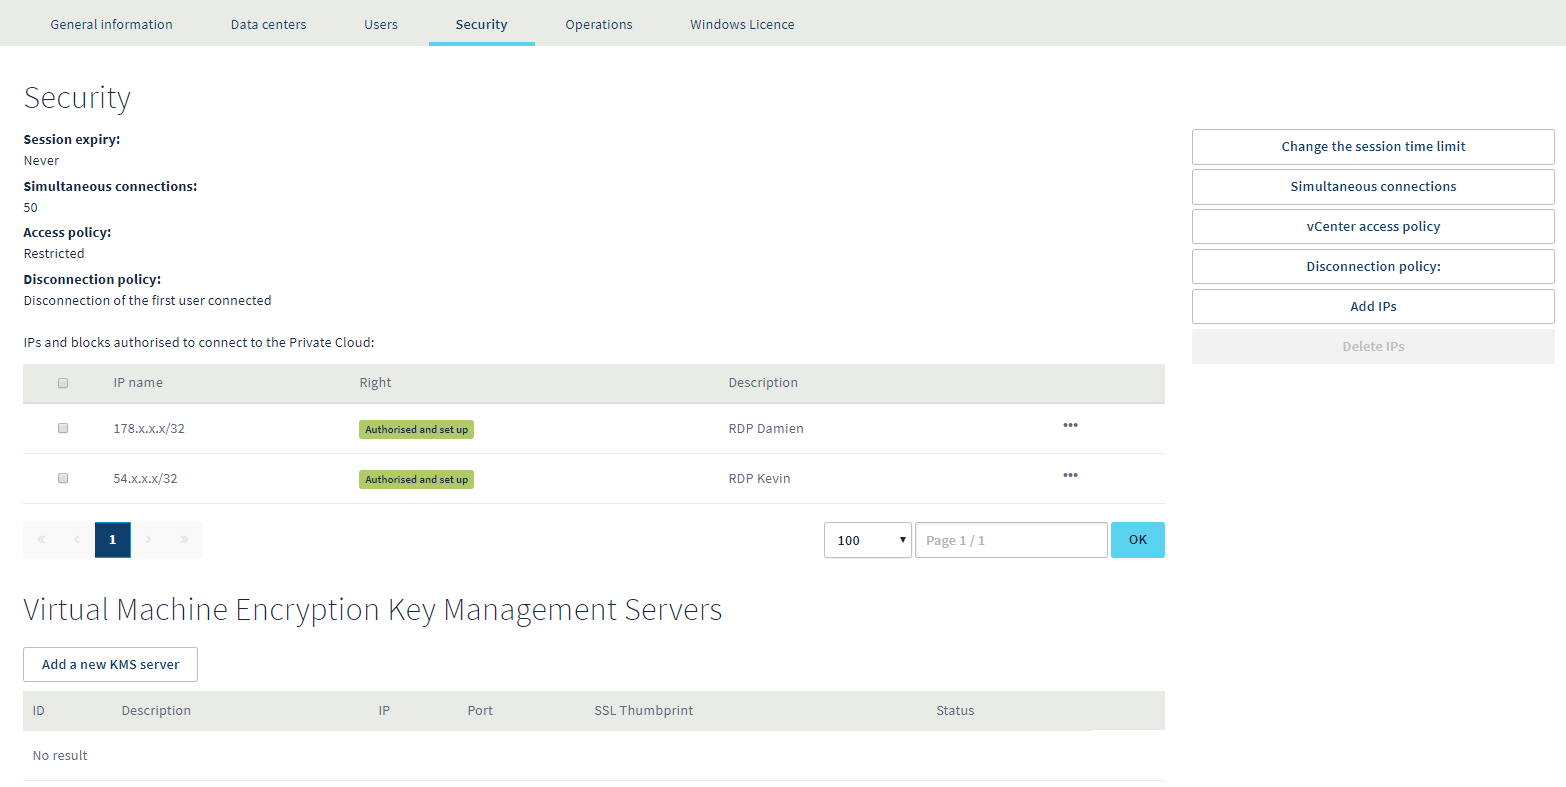 General information Data centers Users Security Operations Windows Licence
Security
Session expiry:
Never
Simultaneous connections:
50
Access policy:
Restricted
Disconnection policy:
Disconnection of the first user connected
Change the session time limit
Simultaneous connections
vCenter access policy
Disconnection policy:
Add IPs
Delete IPs
IPs and blocks authorised to connect to the Private Cloud:
IP name Right Description
178.x.x.x/32 Authorised and set up RDP Damien •••
54.x.x.x/32 Authorised and set up RDP Kevin •••
« ‹ 1 › » 100 Page 1 / 1 OK
Virtual Machine Encryption Key Management Servers
Add a new KMS server
ID Description IP Port SSL Thumbprint Status
No result